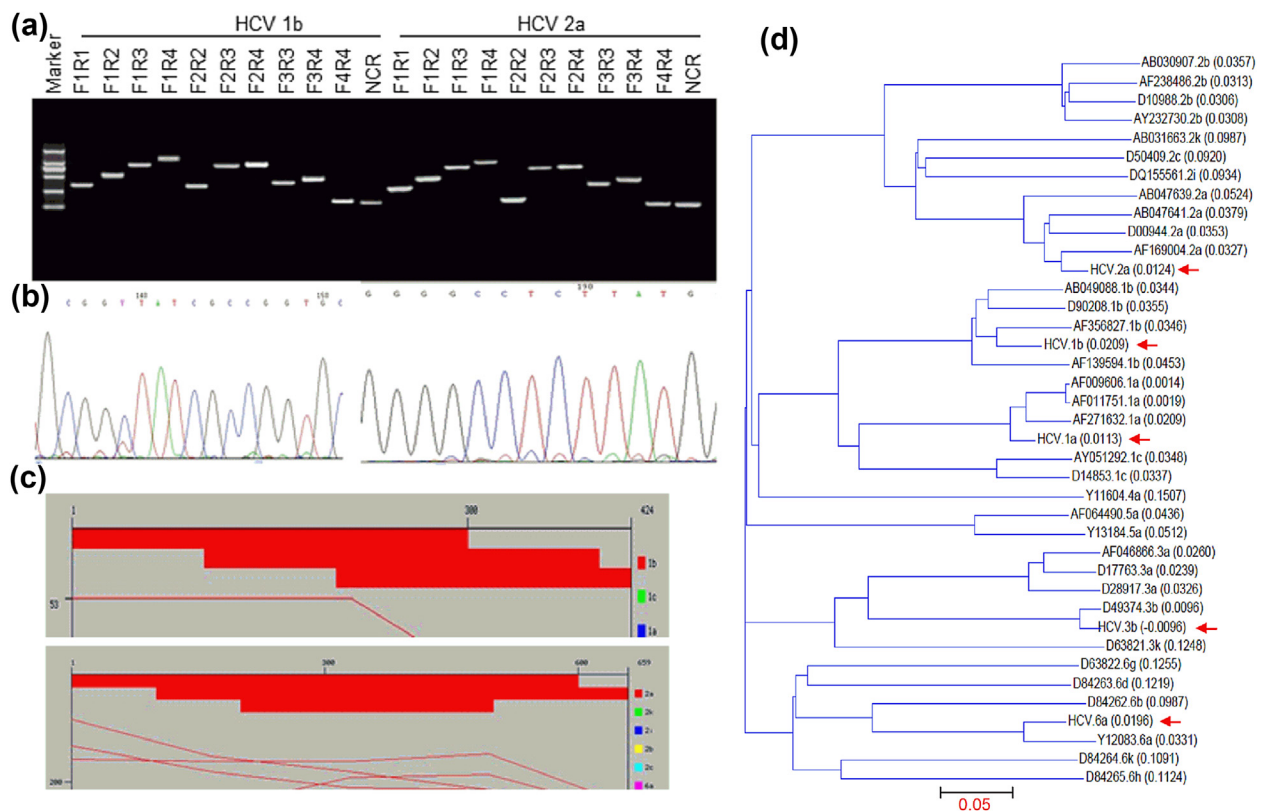 (a)
HCV 1b
HCV 2a
Marker
F1R1
F1R2
F1R3
F1R4
F2R2
F2R3
F2R4
F3R3
F3R4
F4R4
NCR
F1R1
F1R2
F1R3
F1R4
F2R2
F2R3
F2R4
F3R3
F3R4
F4R4
NCR
(b)
140
150
C G G T T A T C G C C G G T G C
190
G G G G C C T C T T A T G
(c)
1
300
424
1b
1c
1a
53
1
300
600
659
2a
2k
2b
2c
6a
200
(d)
AB030907.2b (0.0357)
AF238486.2b (0.0313)
D10988.2b (0.0306)
AY232730.2b (0.0308)
AB031663.2k (0.0987)
D50409.2c (0.0920)
DQ155561.2i (0.0934)
AB047639.2a (0.0524)
AB047641.2a (0.0379)
D00944.2a (0.0353)
AF169004.2a (0.0327)
HCV.2a (0.0124)
AB049088.1b (0.0344)
D90208.1b (0.0355)
AF356827.1b (0.0346)
HCV.1b (0.0209)
AF139594.1b (0.0453)
AF009606.1a (0.0014)
AF011751.1a (0.0019)
AF271632.1a (0.0209)
HCV.1a (0.0113)
AY051292.1c (0.0348)
D14853.1c (0.0337)
Y11604.4a (0.1507)
AF064490.5a (0.0436)
Y13184.5a (0.0512)
AF046866.3a (0.0260)
D17763.3a (0.0239)
D28917.3a (0.0326)
D49374.3b (0.0096)
HCV.3b (-0.0096)
D63821.3k (0.1248)
D63822.6g (0.1255)
D84263.6d (0.1219)
D84262.6b (0.0987)
HCV.6a (0.0196)
Y12083.6a (0.0331)
D84264.6k (0.1091)
D84265.6h (0.1124)
0.05